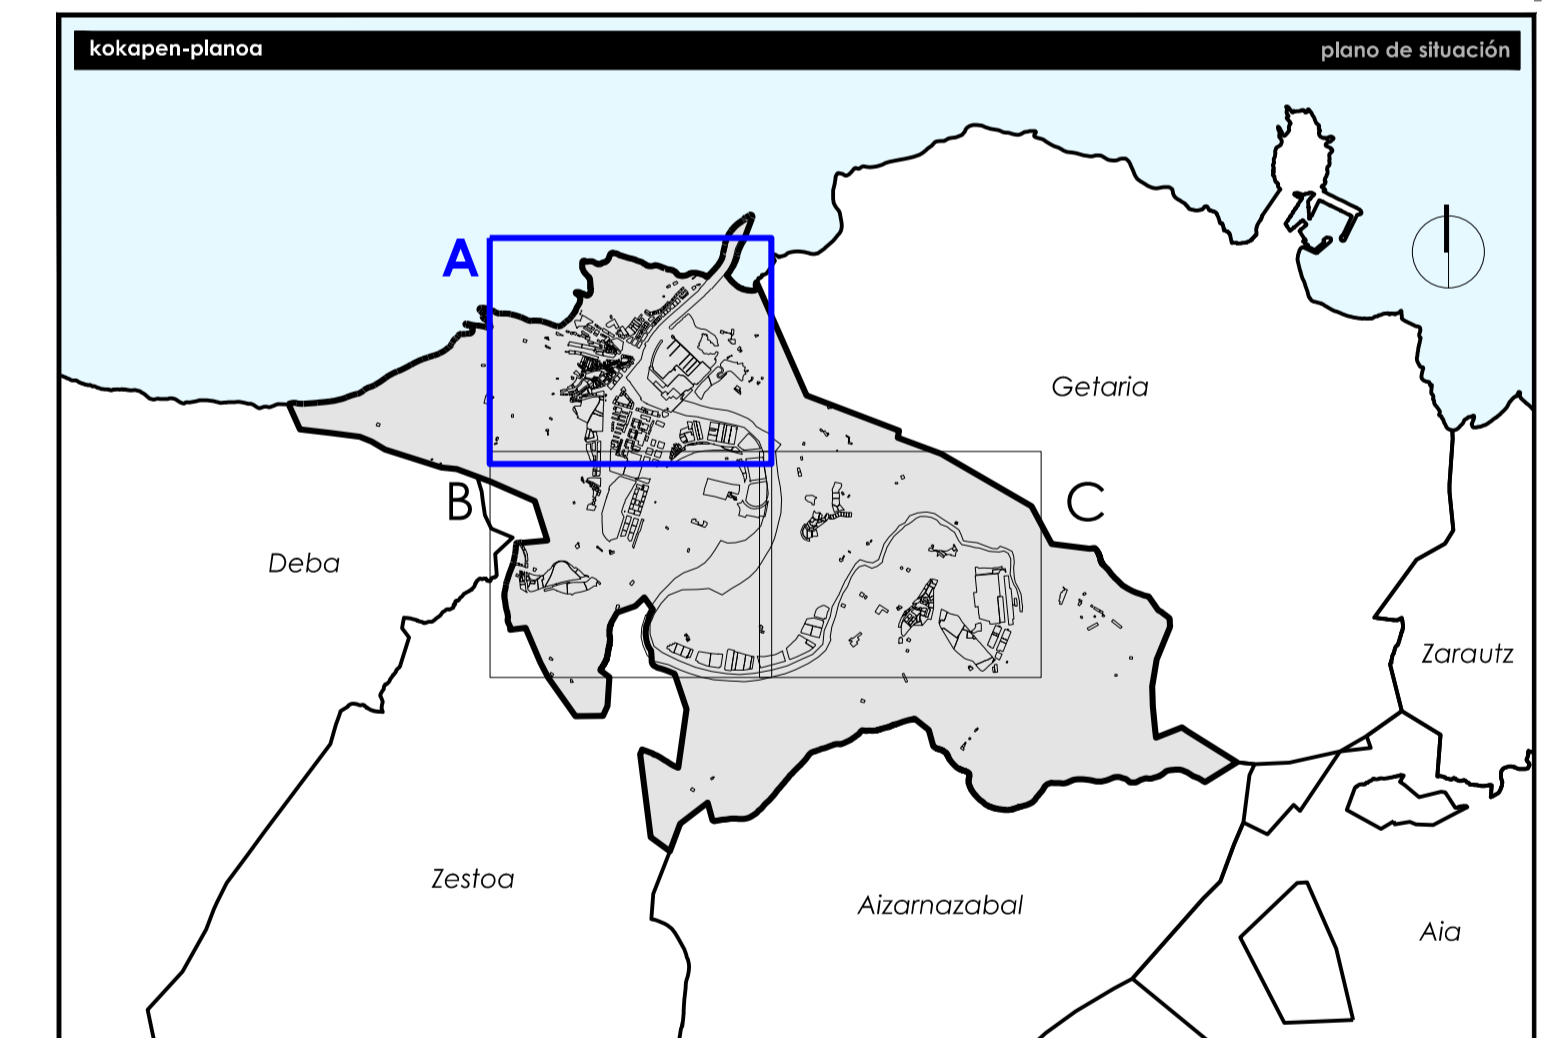 kokapen-planoa
plano de situación
A
Getaria
B
C
Deba
Zarautz
Zestoa
Aizarnazabal
Aia